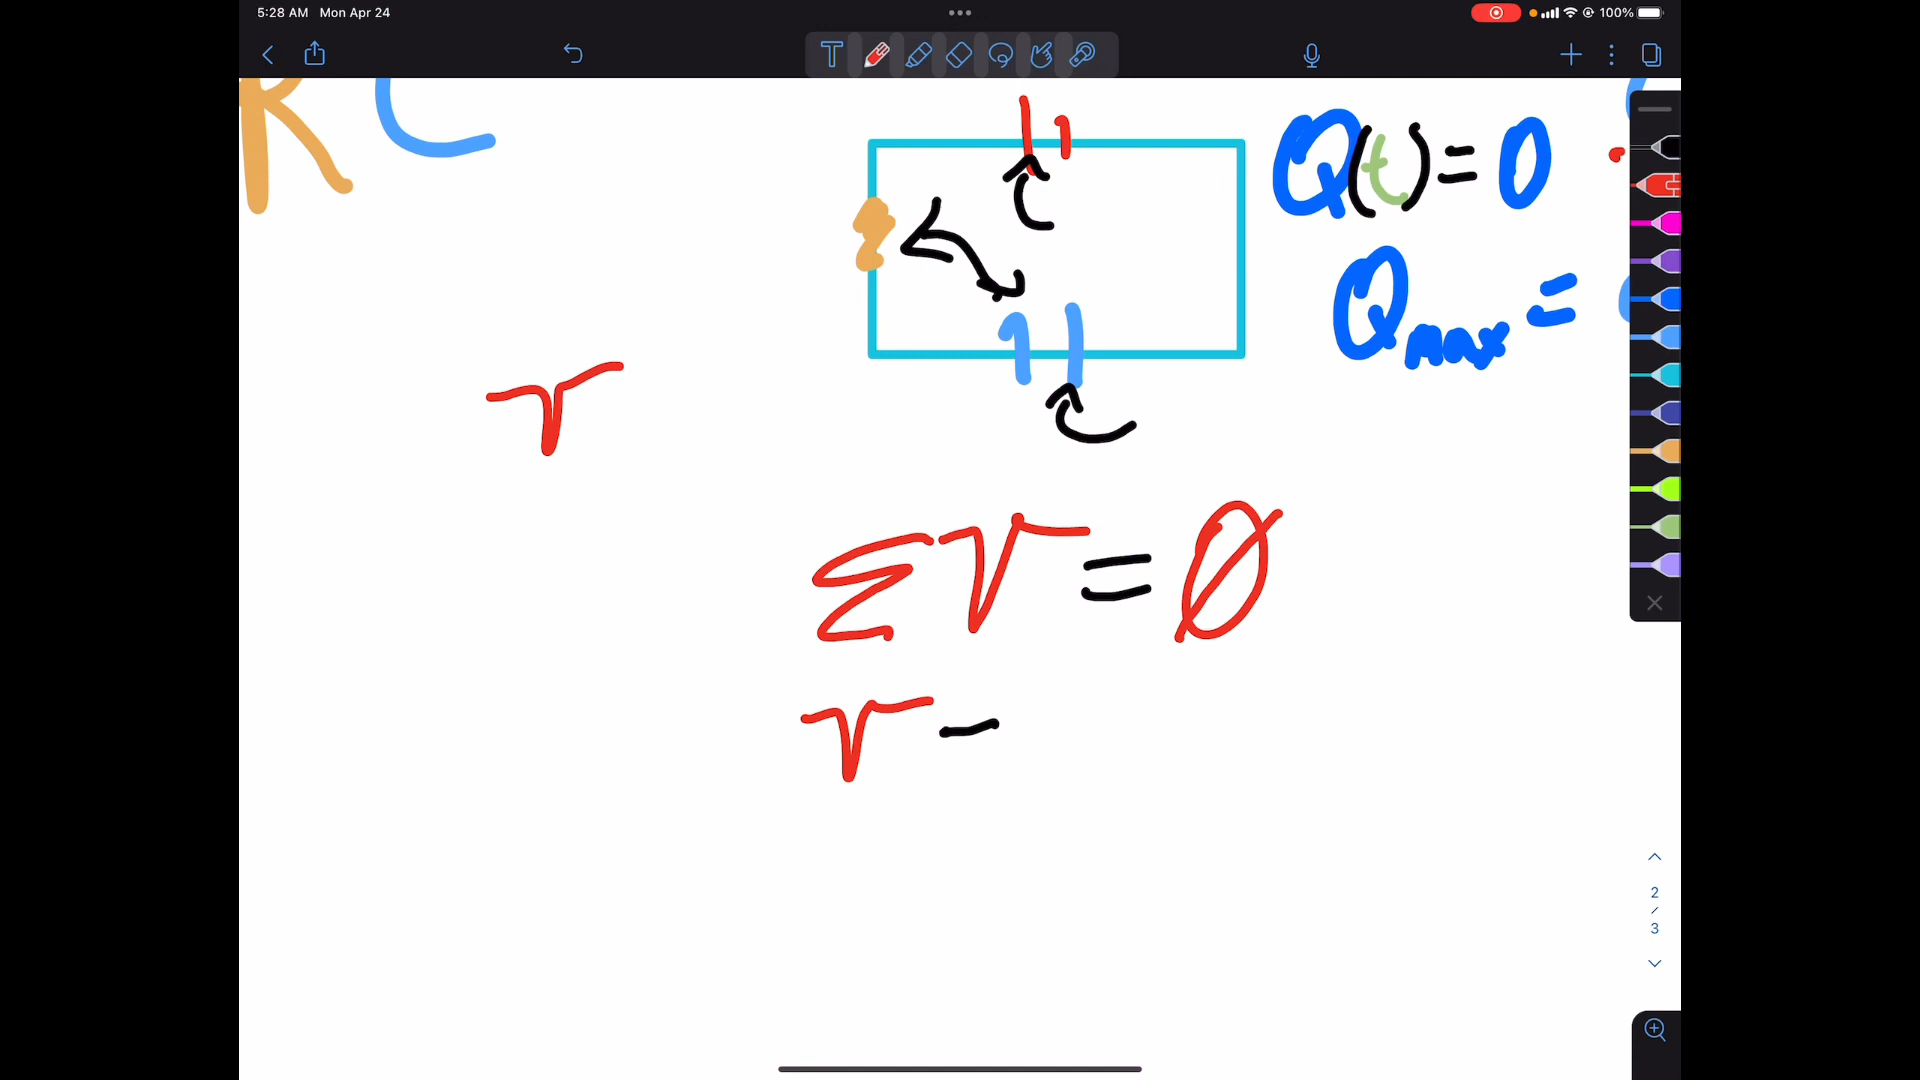 5:28 AM Mon Apr 24
100%
T
RC
Q(t)=0
Qmax=
V
ΣV=0
V-
2
/
3